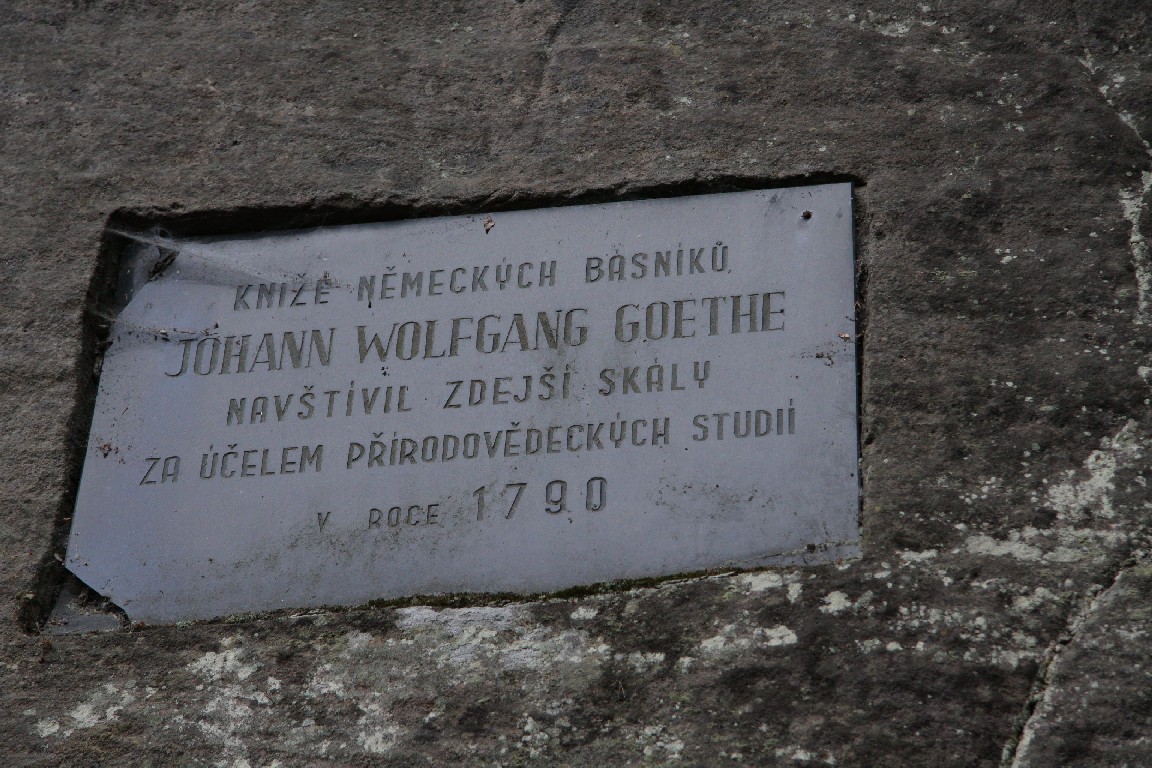 KNÍŽE NĚMECKÝCH BÁSNÍKŮ,
JOHANN WOLFGANG GOETHE
NAVŠTÍVIL ZDEJŠÍ SKÁLY
ZA ÚČELEM PŘÍRODOVĚDECKÝCH STUDIÍ
V ROCE 1790